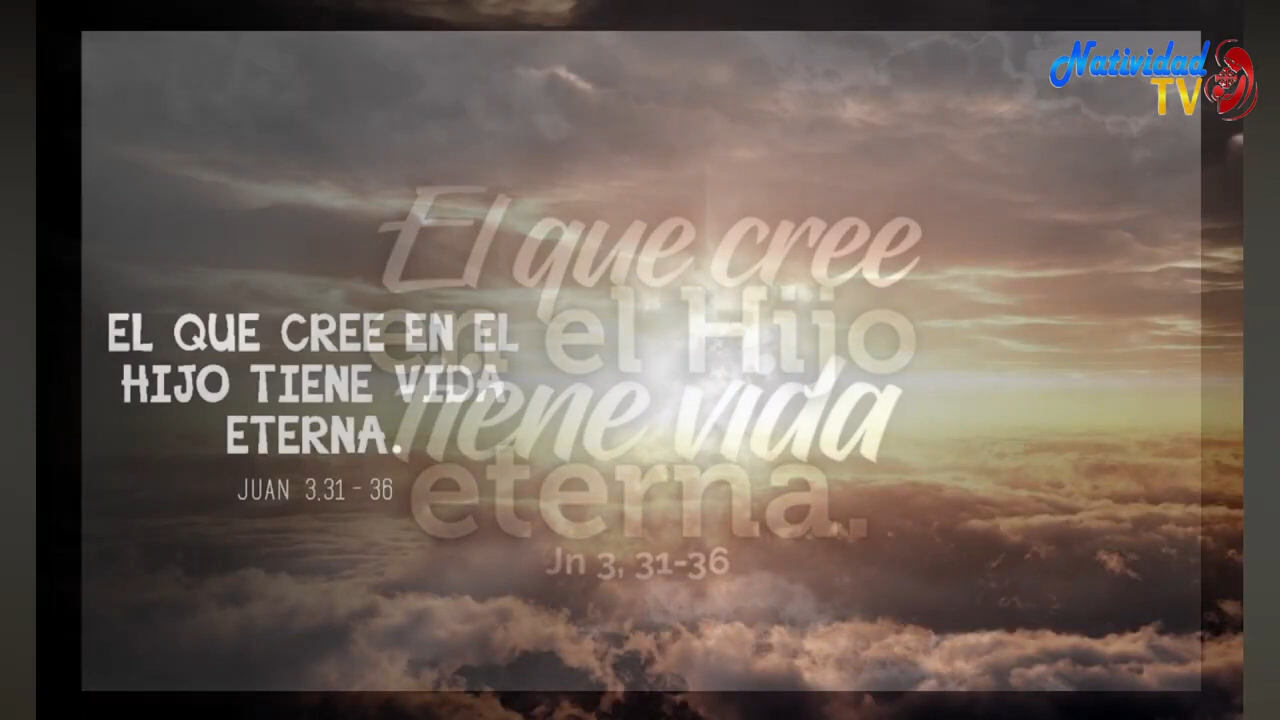 Natividad
TV
El que cree
en el Hijo
tiene vida
eterna.
Jn 3, 31-36
EL QUE CREE EN EL
HIJO TIENE VIDA
ETERNA.
JUAN 3,31 - 36